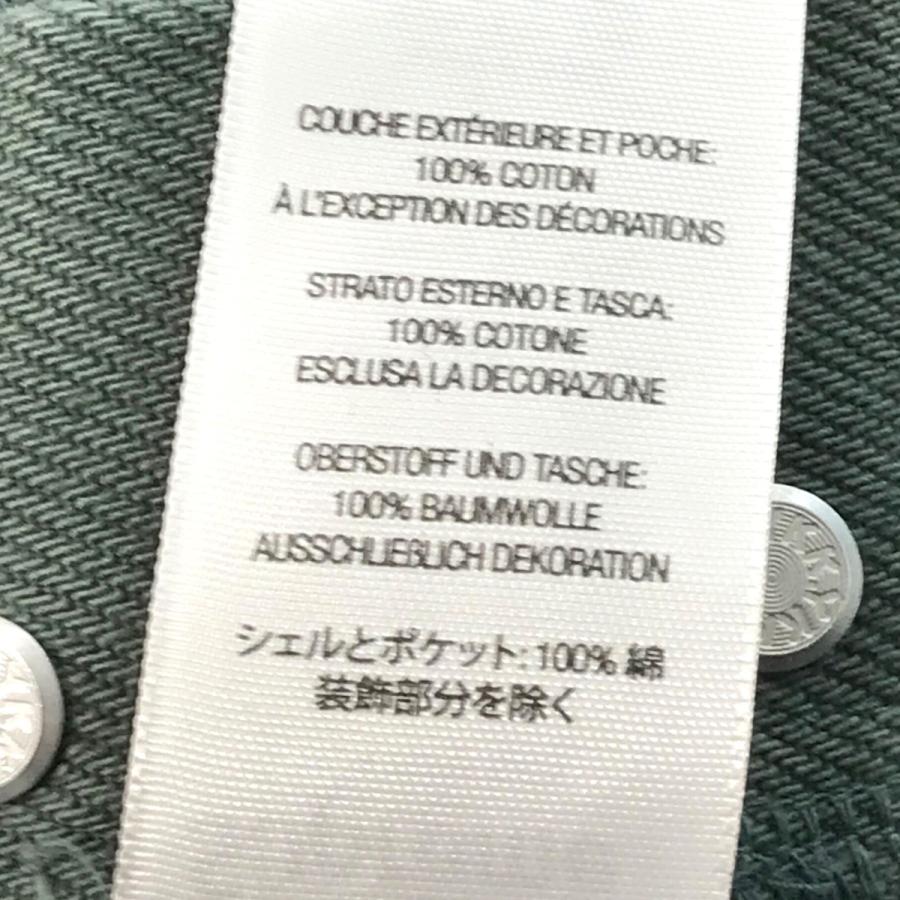 COUCHE EXTÉRIEURE ET POCHE:
100% COTON
À L'EXCEPTION DES DÉCORATIONS
STRATO ESTERNO E TASCA:
100% COTONE
ESCLUSA LA DECORAZIONE
OBERSTOFF UND TASCHE:
100% BAUMWOLLE
AUSSCHLIEßLICH DEKORATION
シェルとポケット: 100% 綿
装飾部分を除く